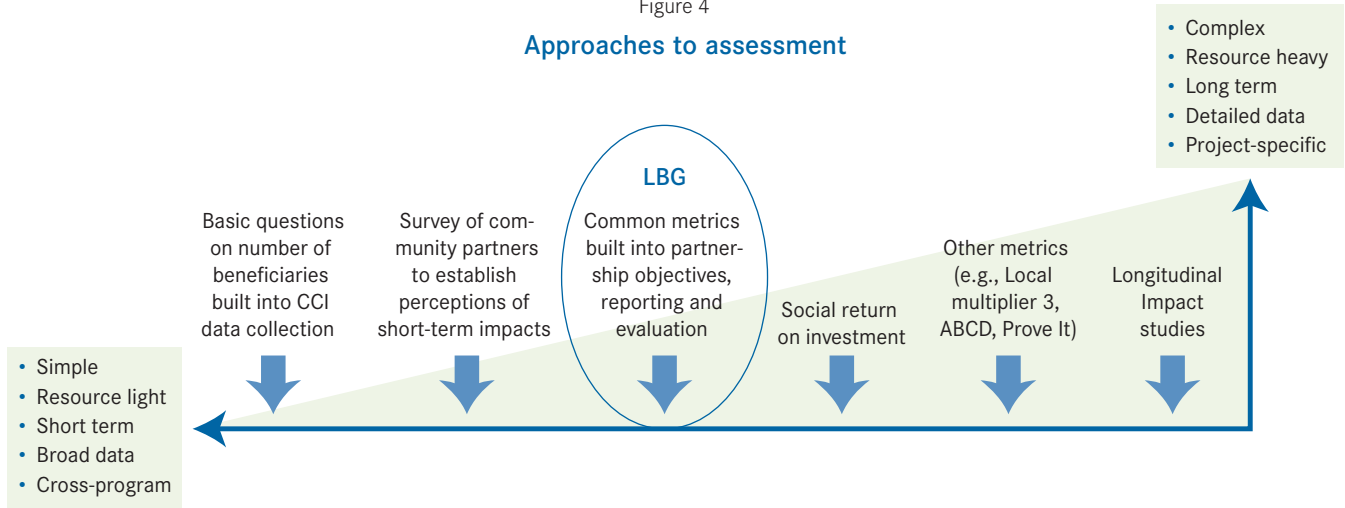 Figure 4
Approaches to assessment
• Complex
• Resource heavy
• Long term
• Detailed data
• Project-specific
Basic questions
on number of
beneficiaries
built into CCI
data collection
Survey of com-
munity partners
to establish
perceptions of
short-term impacts
LBG
Common metrics
built into partner-
ship objectives,
reporting and
evaluation
Social return
on investment
Other metrics
(e.g., Local
multiplier 3,
ABCD, Prove It)
Longitudinal
Impact
studies
• Simple
• Resource light
• Short term
• Broad data
• Cross-program